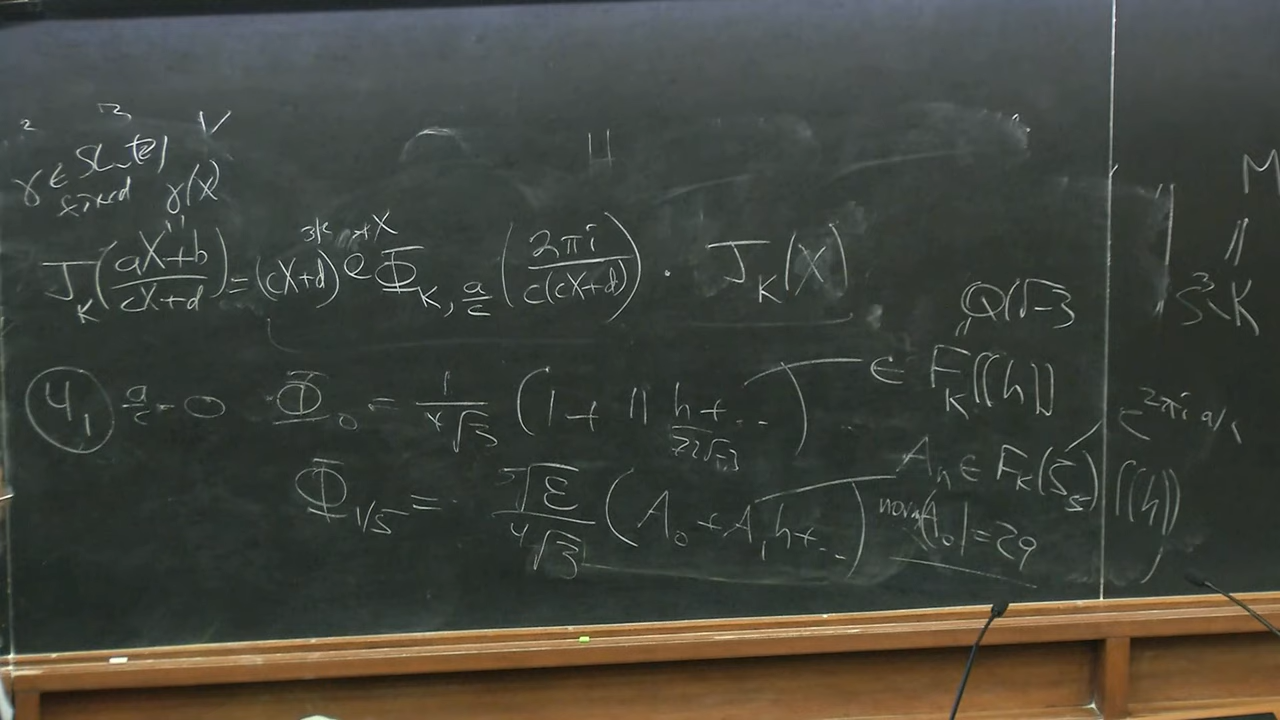 γ ∈ SL₂(Z) fixed γ(X)
J_K((aX+b)/(cX+d)) = (cX+d)^{3/2} e Φ_{K, a/c}(2πi/(c(cX+d))) · J_K(X)
Q(√-3
4₁ a/c = 0 Φ₀ = 1/⁴√3 (1 + 11 h/72√-3 + ...) ∈ F_K[[h]]
Φ_{1/5} = ⁵√ε/⁴√3 (A₀ + A₁h + ...) A_n ∈ F_K(ζ₅)[[h]]
norm(A₀) = 29
e^{2πi a/c}
M
||
S³\K